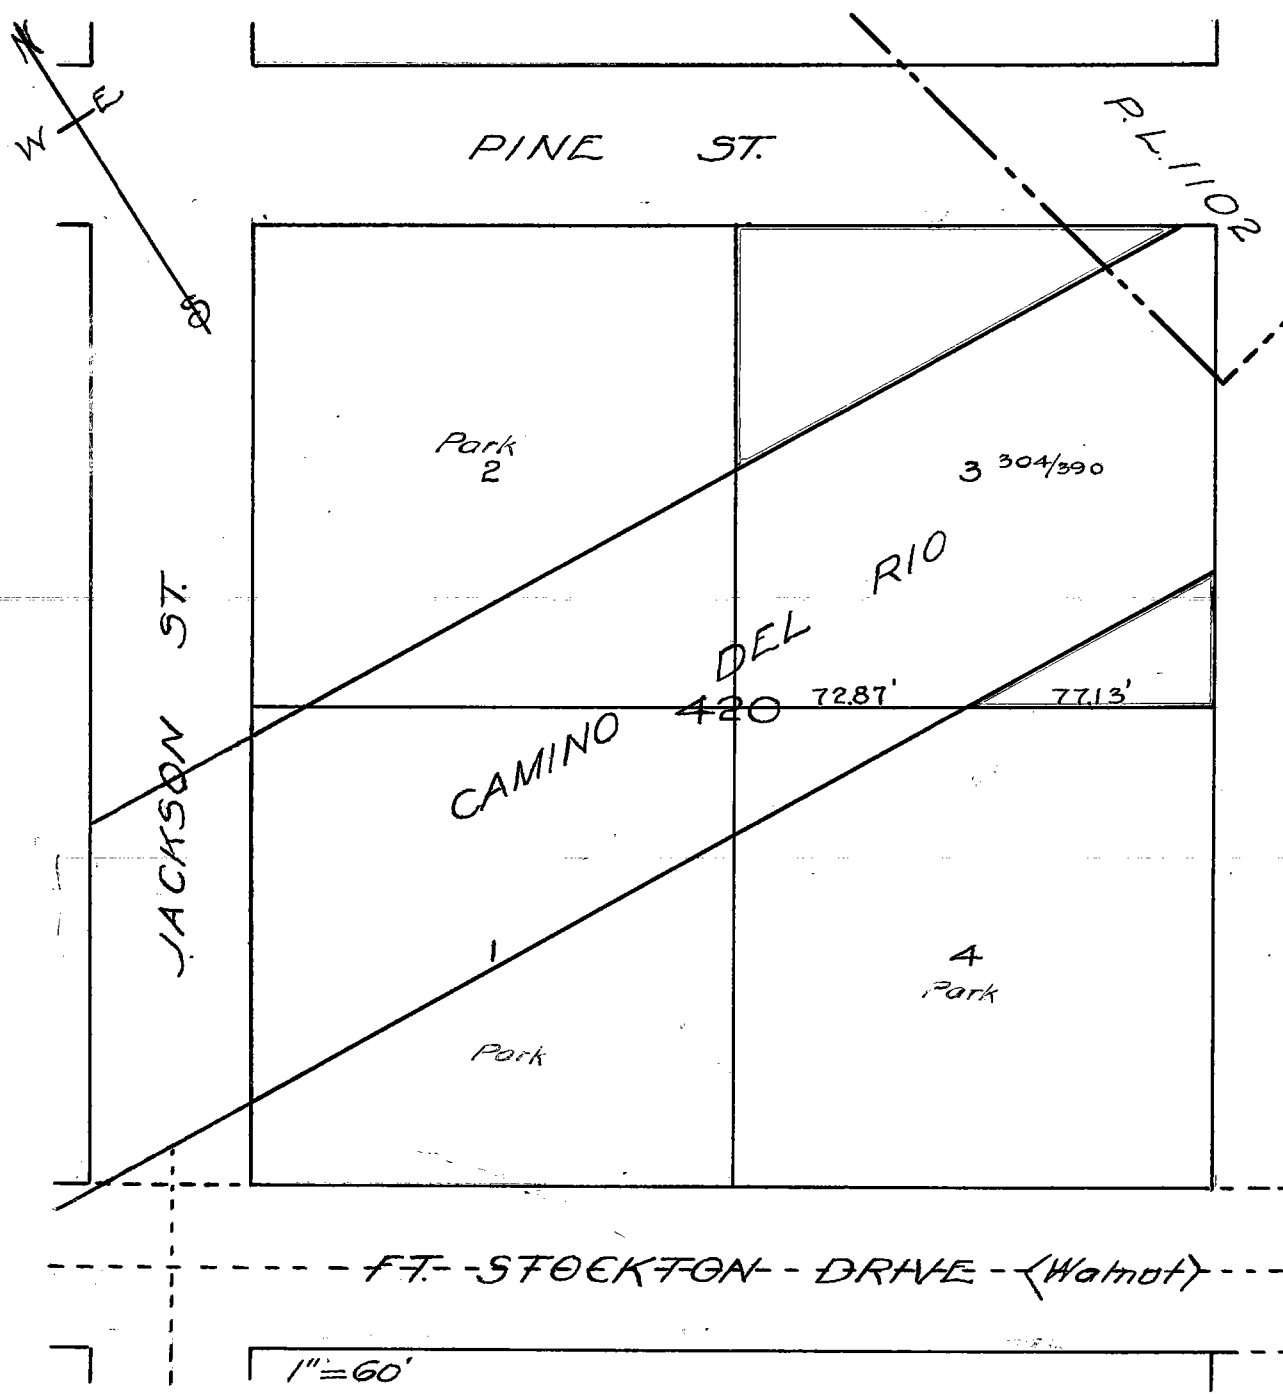 N
E
W
S
PINE ST.
P.L. 1102
Park
2
3 304/390
CAMINO DEL RIO
420 72.87' 77.13'
JACKSON ST.
1
Park
4
Park
FT. STOCKTON DRIVE (Walnut)
1"=60'